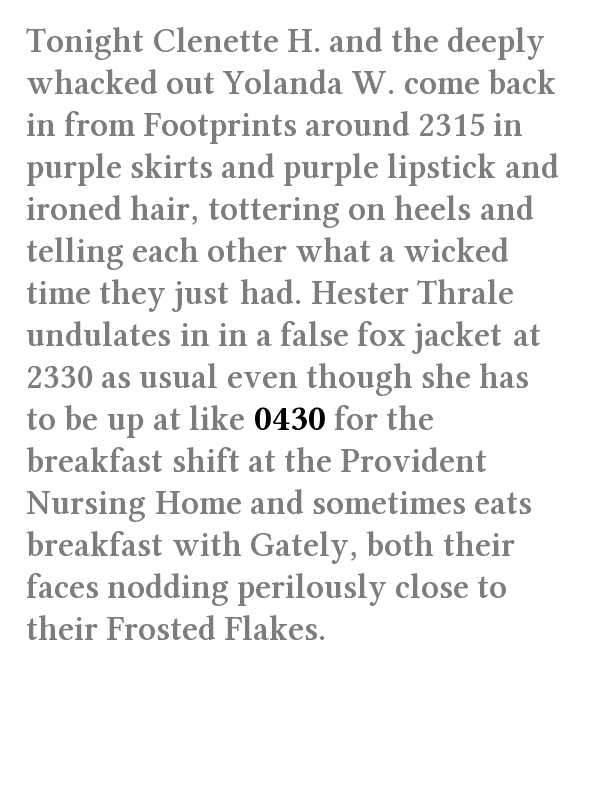 Tonight Clenette H. and the deeply
whacked out Yolanda W. come back
in from Footprints around 2315 in
purple skirts and purple lipstick and
ironed hair, tottering on heels and
telling each other what a wicked
time they just had. Hester Thrale
undulates in in a false fox jacket at
2330 as usual even though she has
to be up at like 0430 for the
breakfast shift at the Provident
Nursing Home and sometimes eats
breakfast with Gately, both their
faces nodding perilously close to
their Frosted Flakes.